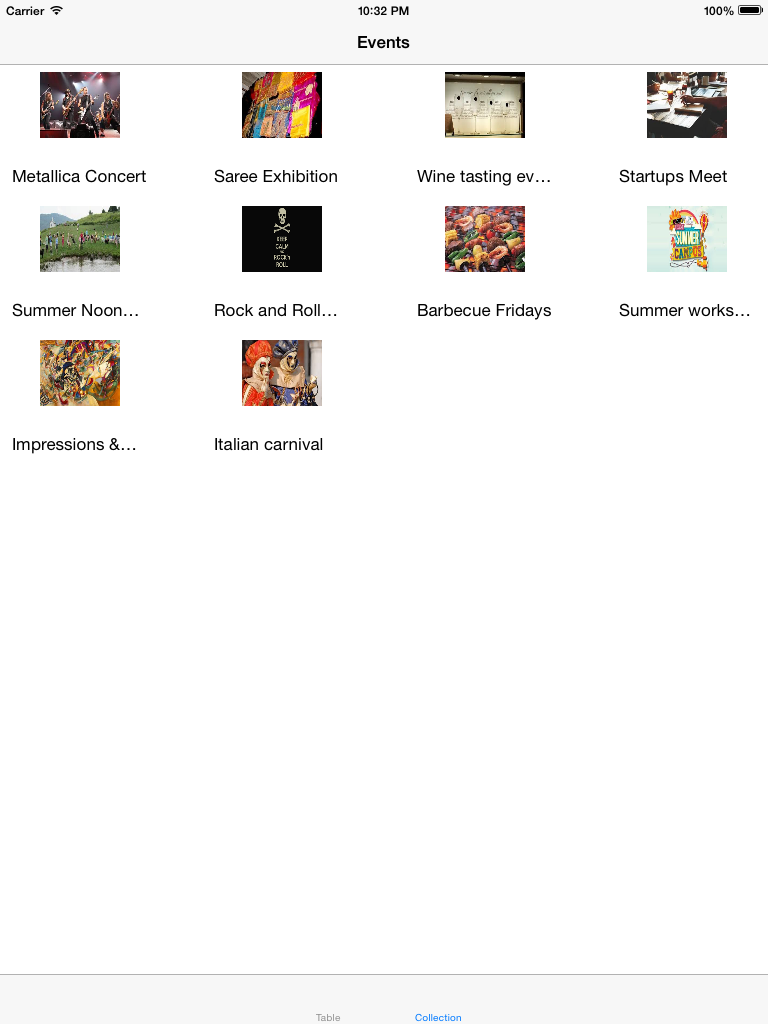 Carrier 10:32 PM 100%
Events
Metallica Concert Saree Exhibition Wine tasting ev… Startups Meet
KEEP
CALM
ROCK'N
ROLL
SUMMER
CAMPS
Summer Noon… Rock and Roll… Barbecue Fridays Summer works…
Impressions &… Italian carnival
Table Collection